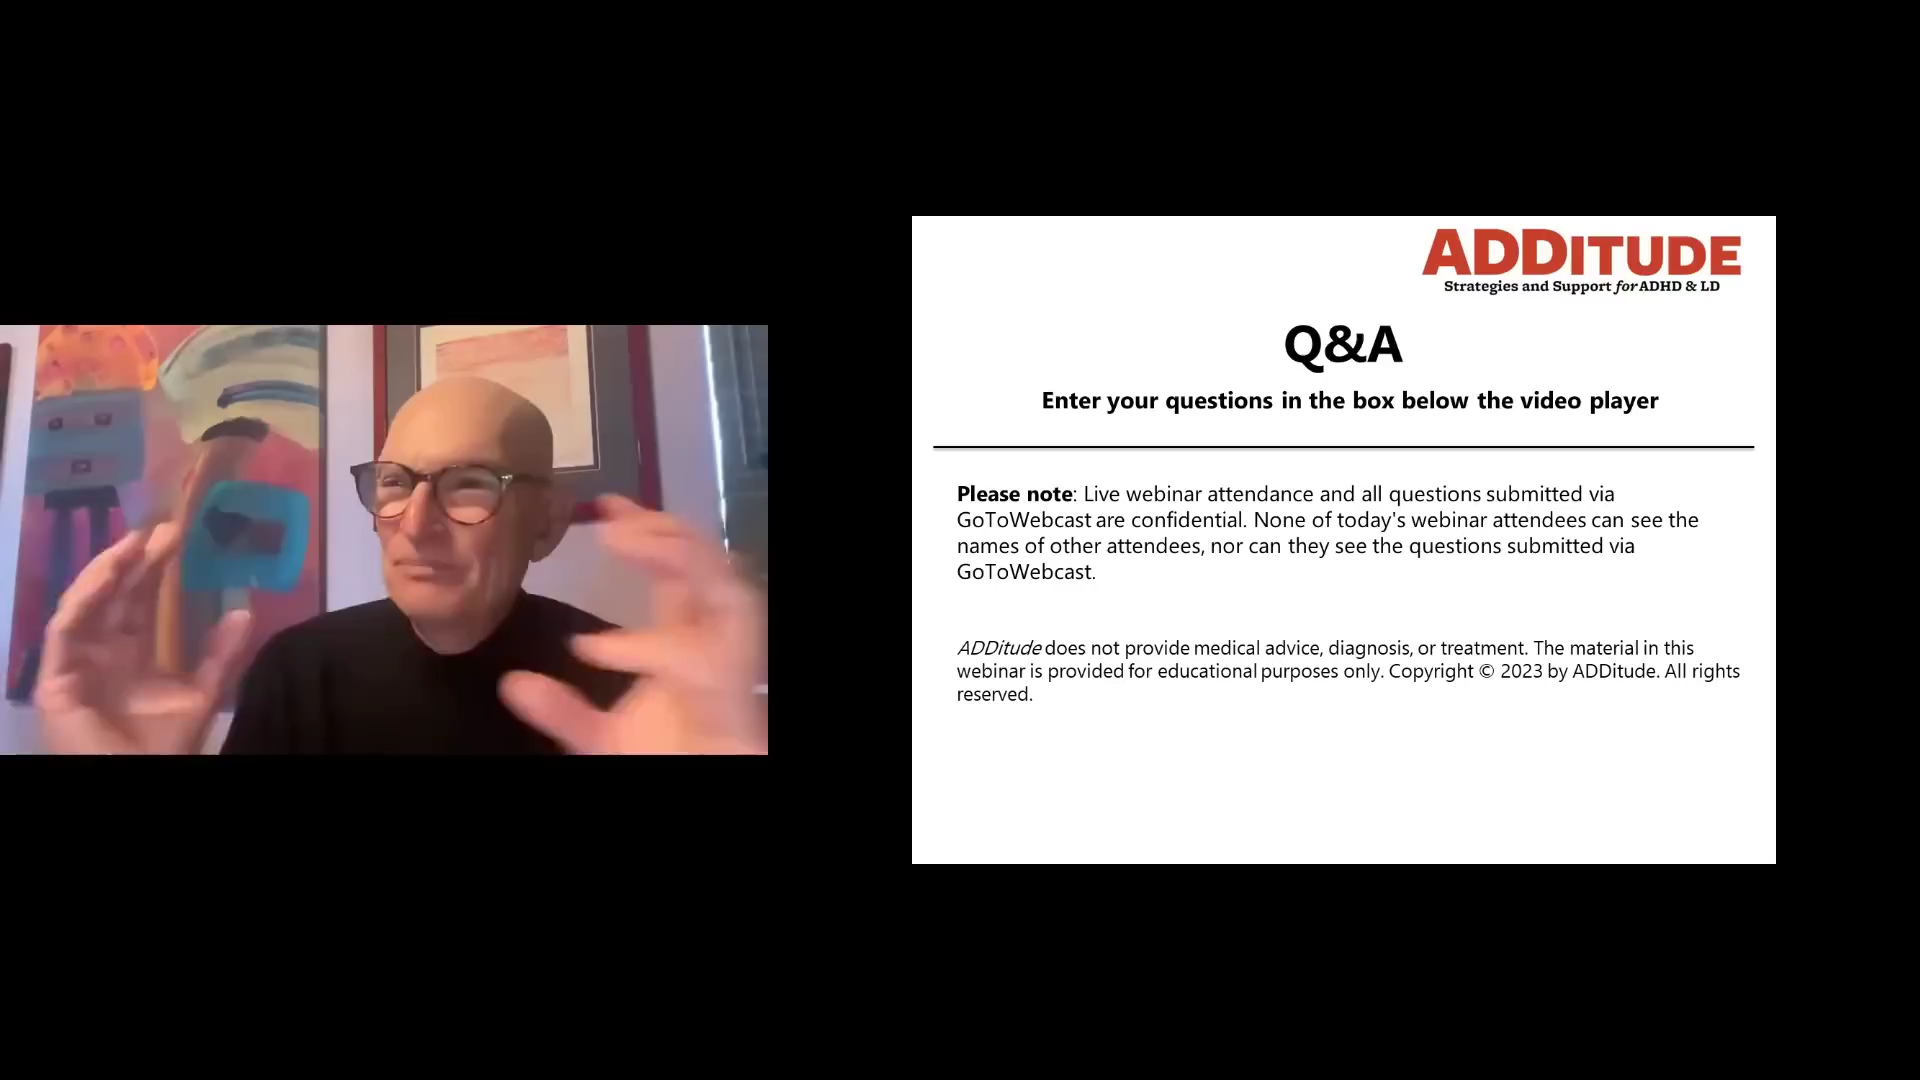 ADDITUDE
Strategies and Support for ADHD & LD
Q&A
Enter your questions in the box below the video player
Please note: Live webinar attendance and all questions submitted via
GoToWebcast are confidential. None of today's webinar attendees can see the
names of other attendees, nor can they see the questions submitted via
GoToWebcast.
ADDitude does not provide medical advice, diagnosis, or treatment. The material in this
webinar is provided for educational purposes only. Copyright © 2023 by ADDitude. All rights
reserved.